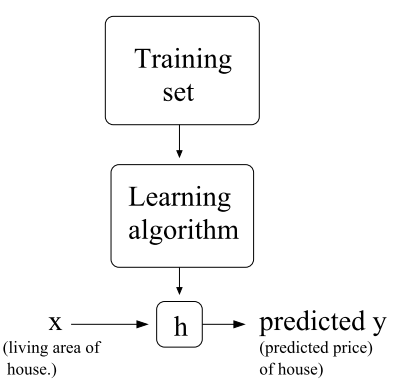 Training
set
Learning
algorithm
x
h
predicted y
(living area of
house.)
(predicted price)
of house)